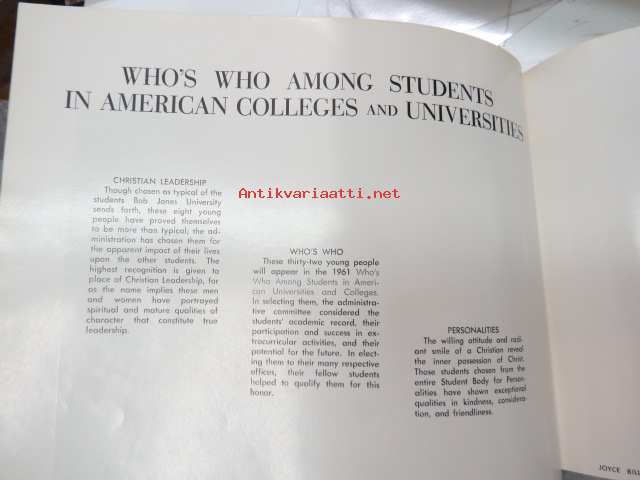 WHO'S WHO AMONG STUDENTS
IN AMERICAN COLLEGES AND UNIVERSITIES
Antikvariaatti.net
CHRISTIAN LEADERSHIP
Though chosen as typical of the
students Bob Jones University
sends forth, these eight young
people have proved themselves
to be more than typical; the ad-
ministration has chosen them for
the apparent impact of their lives
upon the other students. The
highest recognition is given to
place of Christian Leadership, for
as the name implies these men
and women have portrayed
spiritual and mature qualities of
character that constitute true
leadership.
WHO'S WHO
These thirty-two young people
will appear in the 1961 Who's
Who Among Students in Ameri-
can Universities and Colleges.
In selecting them, the administra-
tive committee considered the
students' academic record, their
participation and success in ex-
tracurricular activities, and their
potential for the future. In elect-
ing them to their many respective
offices, their fellow students
helped to qualify them for this
honor.
PERSONALITIES
The willing attitude and radi-
ant smile of a Christian reveal
the inner possession of Christ.
Those students chosen from the
entire Student Body for Person-
alities have shown exceptional
qualities in kindness, considera-
tion, and friendliness.
JOYCE